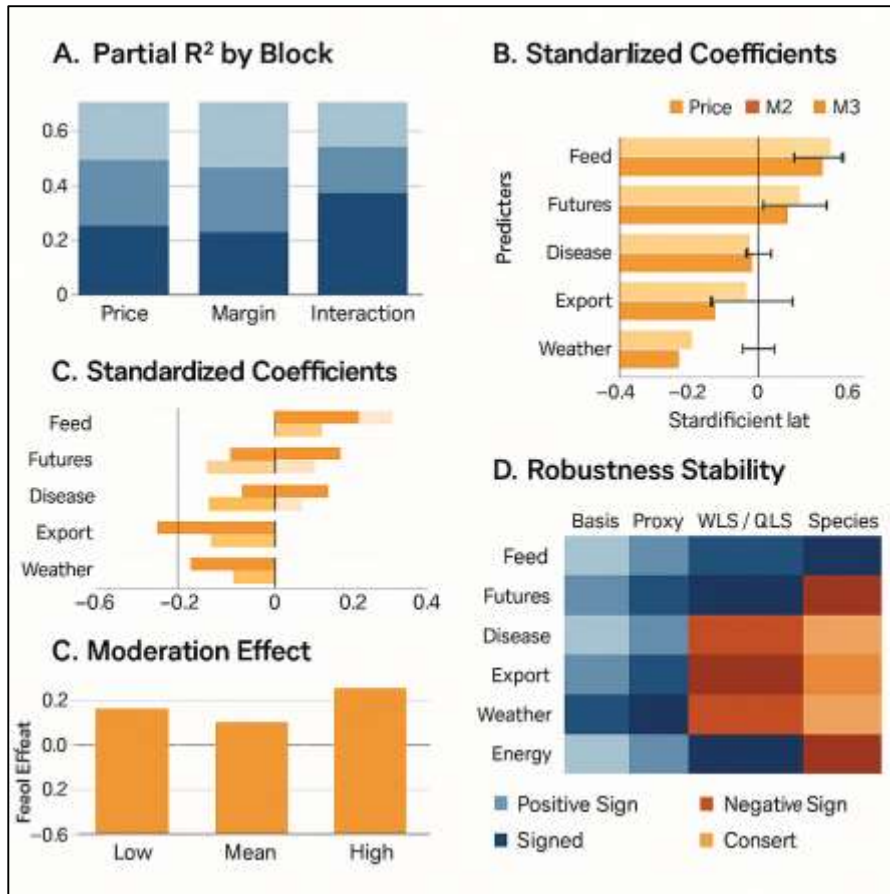 A. Partial R² by Block
0.6
0.4
0.2
0
Price Margin Interaction
B. Standarllized Coefficients
Price M2 M3
Predicters
Feed
Futures
Disease
Export
Weather
−0.4 −0.2 0 0.6
Stardificient lat
C. Standardized Coefficients
Feed
Futures
Disease
Export
Weather
−0.6 −0.2 0 0.2 0.4
C. Moderation Effect
Feeol Effeat
0.2
0.0
0.2
−0.6
Low Mean High
D. Robustness Stability
Basis Proxy WLS / QLS Species
Feed
Futures
Disease
Export
Weather
Energy
Positive Sign Negative Sign
Signed Consert